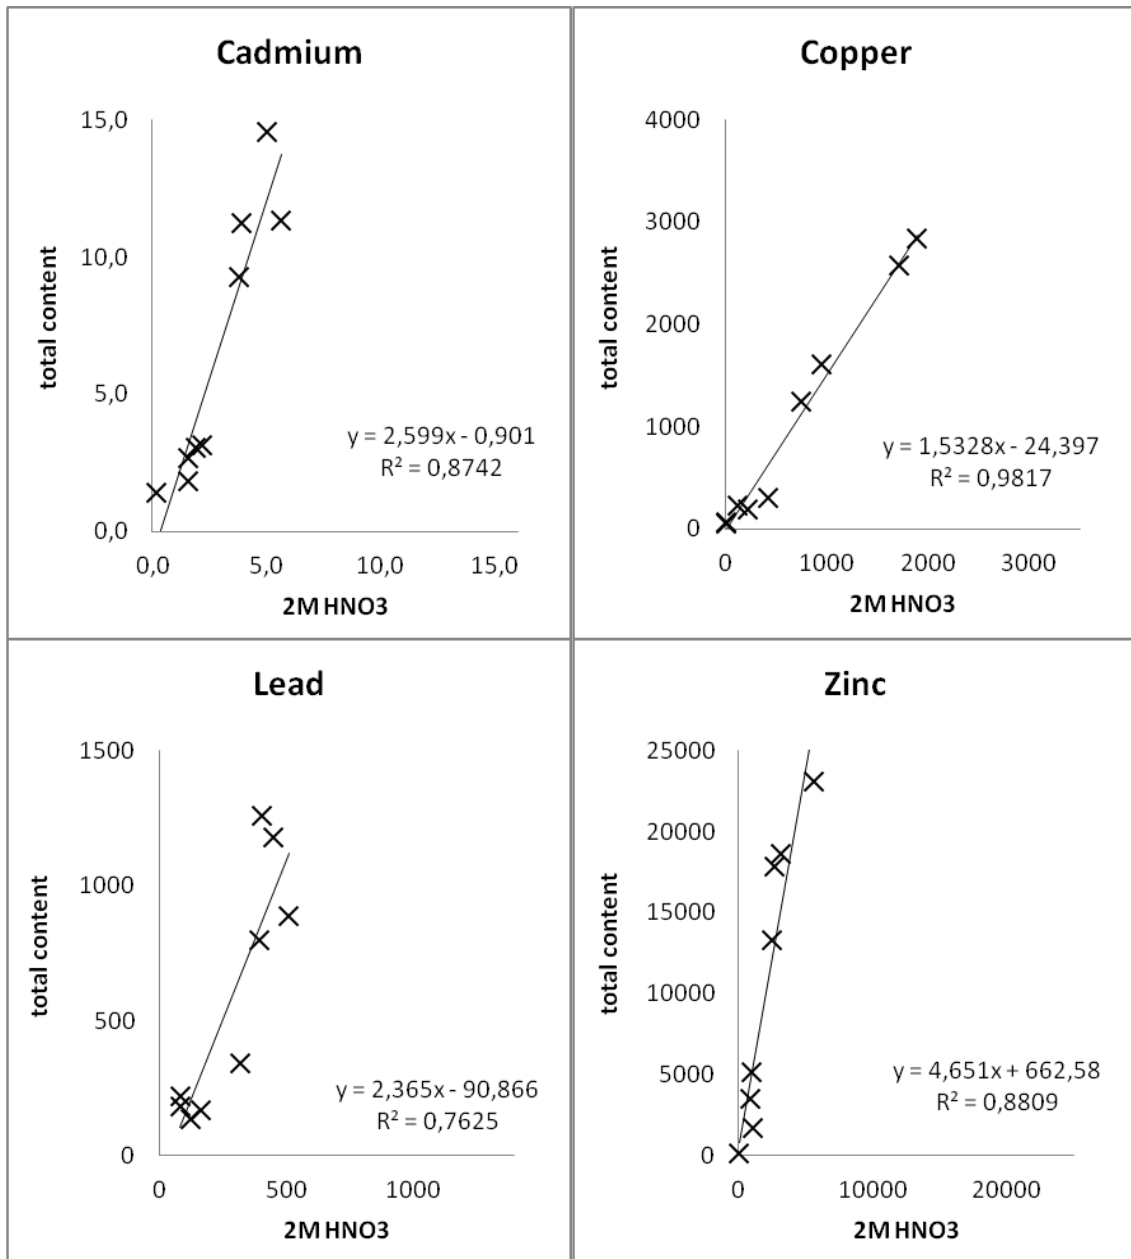 Cadmium
15,0
10,0
5,0
0,0
total content
y = 2,599x - 0,901
R² = 0,8742
0,0 5,0 10,0 15,0
2M HNO3
Copper
4000
3000
2000
1000
0
total content
y = 1,5328x - 24,397
R² = 0,9817
0 1000 2000 3000
2M HNO3
Lead
1500
1000
500
0
total content
y = 2,365x - 90,866
R² = 0,7625
0 500 1000
2M HNO3
Zinc
25000
20000
15000
10000
5000
0
total content
y = 4,651x + 662,58
R² = 0,8809
0 10000 20000
2M HNO3